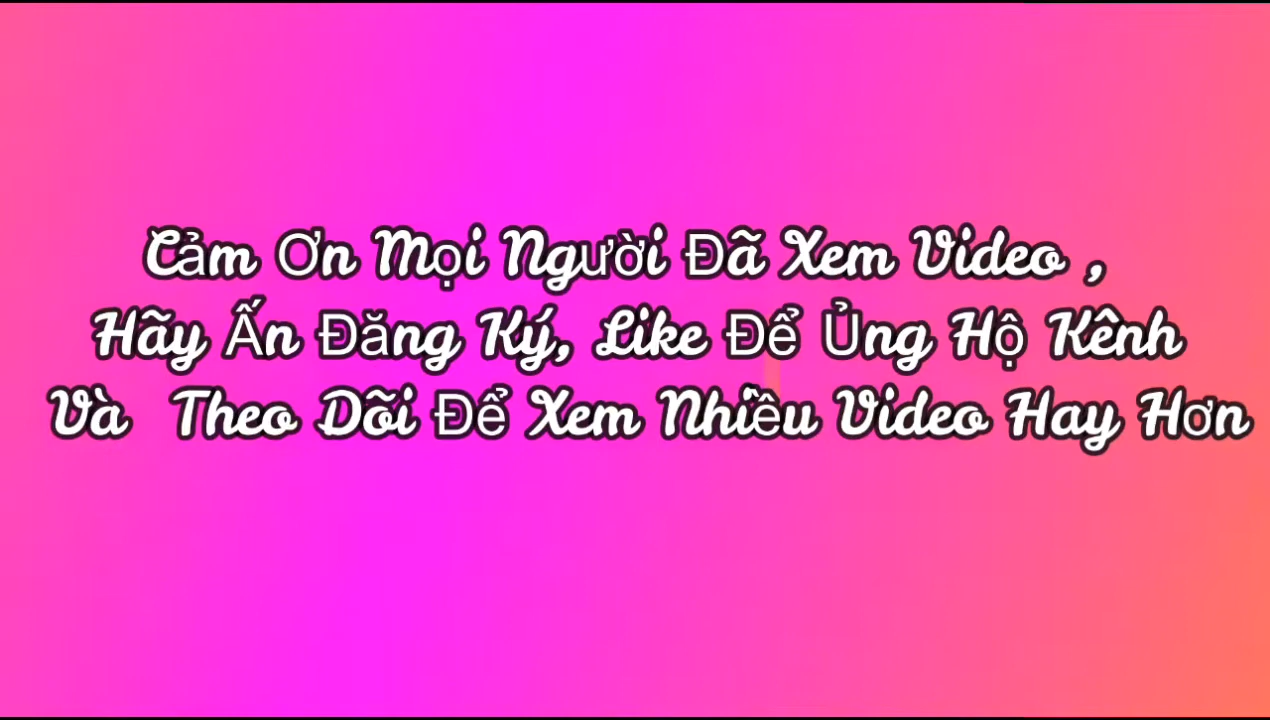 Cảm Ơn Mọi Người Đã Xem Video ,
Hãy Ấn Đăng Ký, Like Để Ủng Hộ Kênh
Và Theo Dõi Để Xem Nhiều Video Hay Hơn